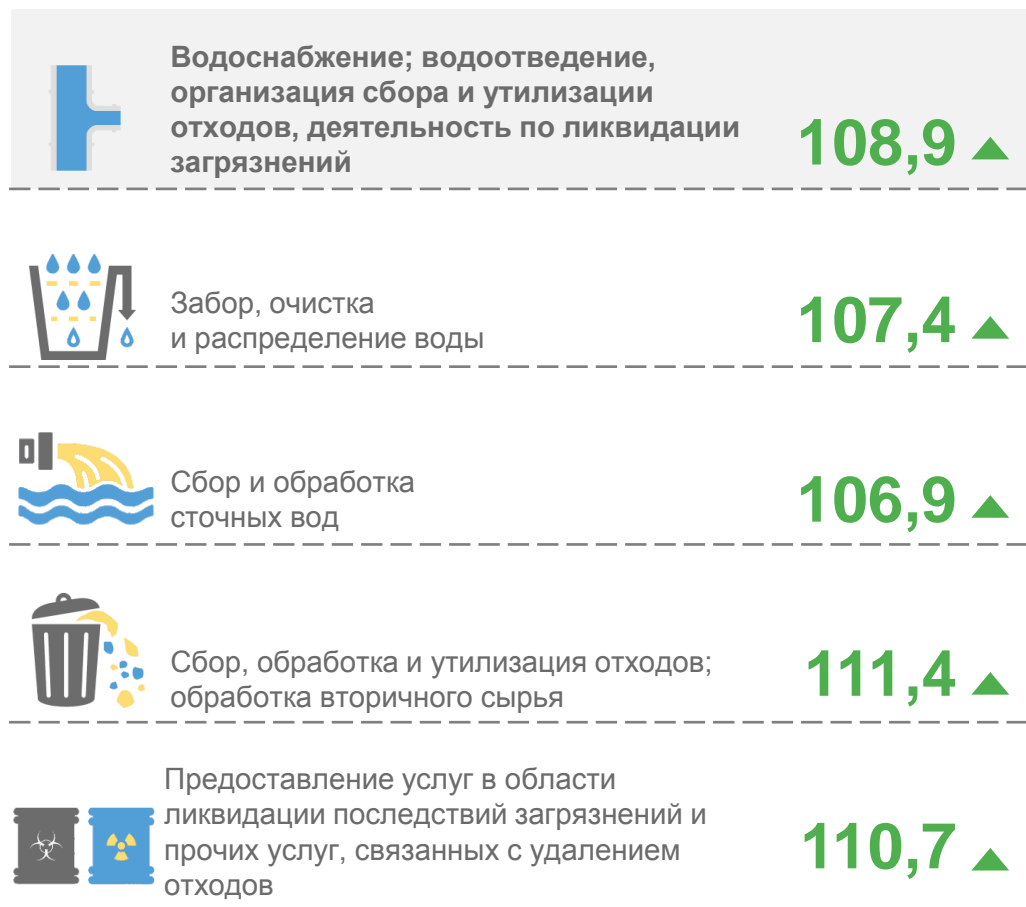 Водоснабжение; водоотведение,
организация сбора и утилизации
отходов, деятельность по ликвидации
загрязнений
108,9
Забор, очистка
и распределение воды
107,4
Сбор и обработка
сточных вод
106,9
Сбор, обработка и утилизация отходов;
обработка вторичного сырья
111,4
Предоставление услуг в области
ликвидации последствий загрязнений и
прочих услуг, связанных с удалением
отходов
110,7